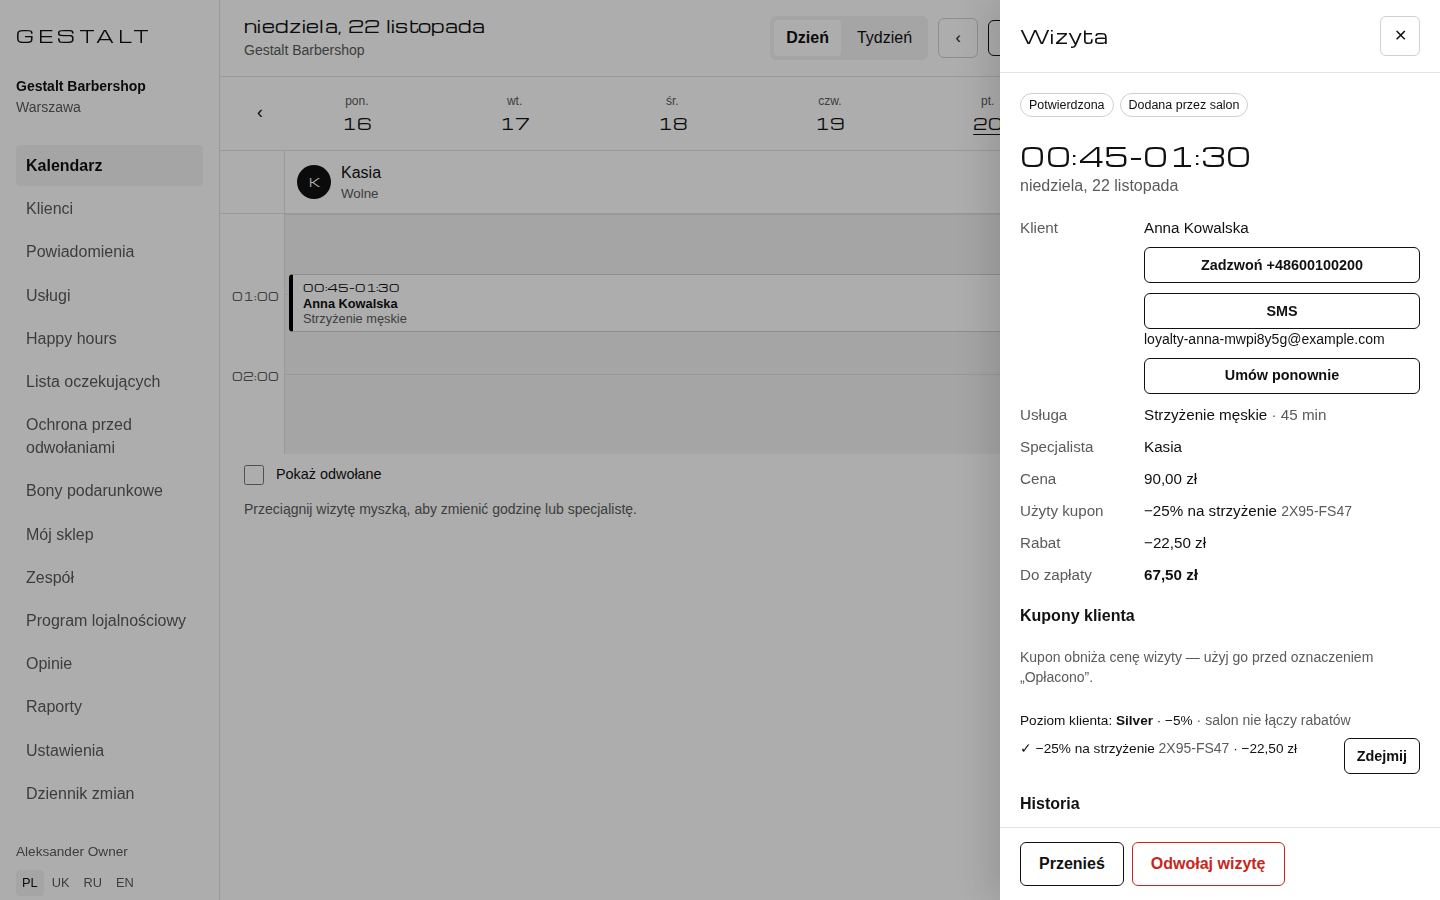 GESTALT
Gestalt Barbershop
Warszawa
Kalendarz
Klienci
Powiadomienia
Usługi
Happy hours
Lista oczekujących
Ochrona przed
odwołaniami
Bony podarunkowe
Mój sklep
Zespół
Program lojalnościowy
Opinie
Raporty
Ustawienia
Dziennik zmian
Aleksander Owner
PL UK RU EN
niedziela, 22 listopada
Gestalt Barbershop
Dzień Tydzień ‹
‹
pon. wt. śr. czw. pt.
16 17 18 19 20
K
Kasia
Wolne
01:00
02:00
00:45-01:30
Anna Kowalska
Strzyżenie męskie
Pokaż odwołane
Przeciągnij wizytę myszką, aby zmienić godzinę lub specjalistę.
Wizyta ✕
Potwierdzona Dodana przez salon
00:45-01:30
niedziela, 22 listopada
Klient Anna Kowalska
Zadzwoń +48600100200
SMS
loyalty-anna-mwpi8y5g@example.com
Umów ponownie
Usługa Strzyżenie męskie · 45 min
Specjalista Kasia
Cena 90,00 zł
Użyty kupon −25% na strzyżenie 2X95-FS47
Rabat −22,50 zł
Do zapłaty 67,50 zł
Kupony klienta
Kupon obniża cenę wizyty — użyj go przed oznaczeniem
„Opłacono”.
Poziom klienta: Silver · −5% · salon nie łączy rabatów
✓ −25% na strzyżenie 2X95-FS47 · −22,50 zł Zdejmij
Historia
Przenieś Odwołaj wizytę